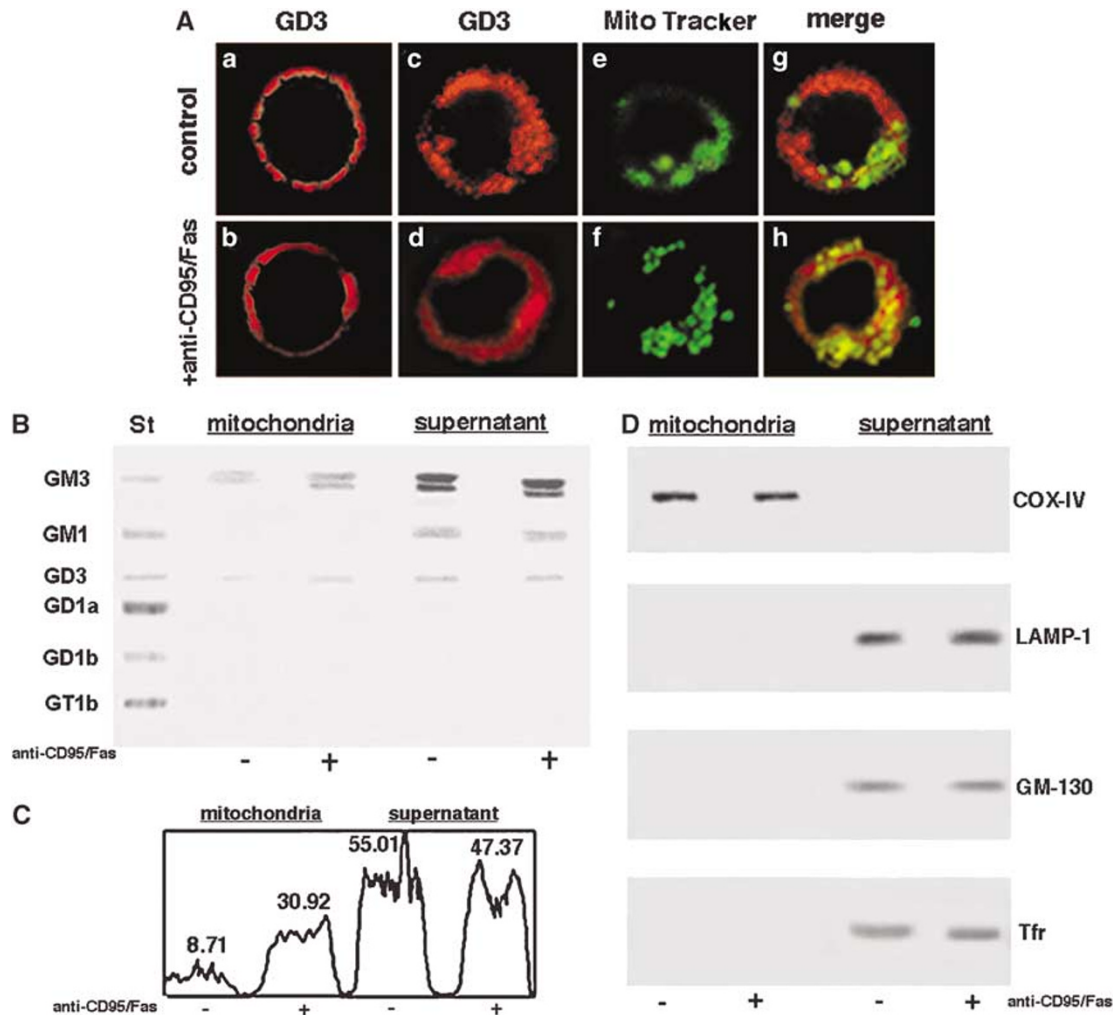 A GD3 GD3 Mito Tracker merge
control
a c e g
+anti-CD95/Fas
b d f h
B St mitochondria supernatant
GM3
GM1
GD3
GD1a
GD1b
GT1b
anti-CD95/Fas - + - +
C mitochondria supernatant
8.71 30.92 55.01 47.37
anti-CD95/Fas - + - +
D mitochondria supernatant
COX-IV
LAMP-1
GM-130
Tfr
- + - + anti-CD95/Fas